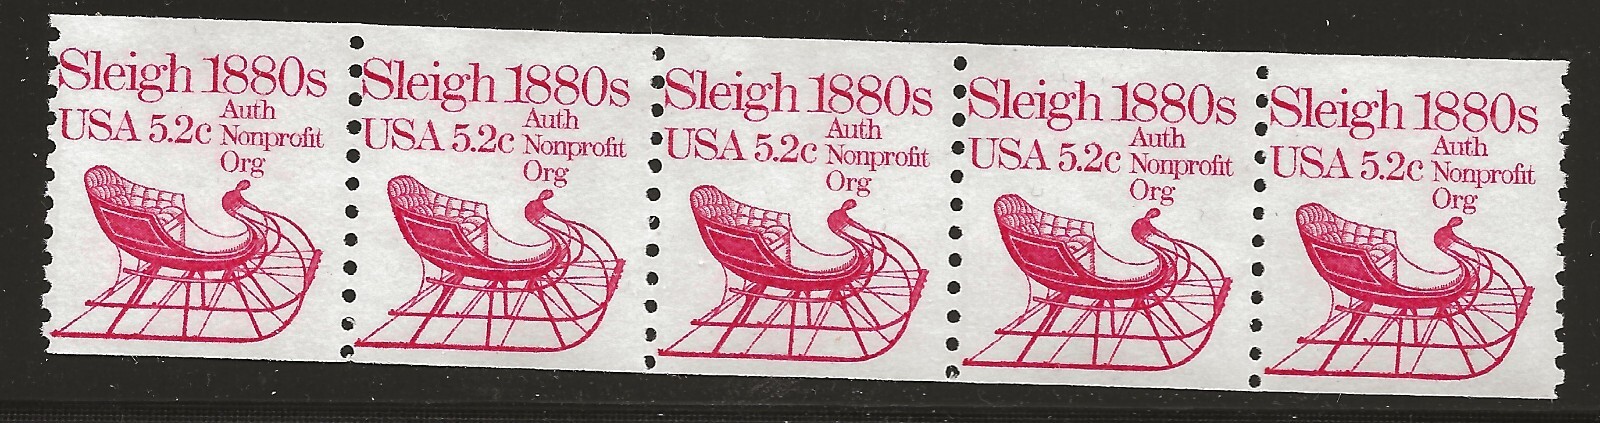 Sleigh 1880s
USA 5.2c Auth
Nonprofit
Org
Sleigh 1880s
USA 5.2c Auth
Nonprofit
Org
Sleigh 1880s
USA 5.2c Auth
Nonprofit
Org
Sleigh 1880s
USA 5.2c Auth
Nonprofit
Org
Sleigh 1880s
USA 5.2c Auth
Nonprofit
Org